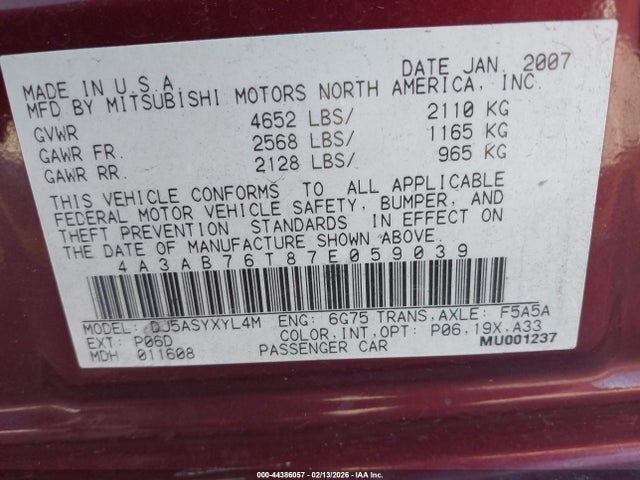 MADE IN U S A DATE JAN. 2007
MFD BY MITSUBISHI MOTORS NORTH AMERICA, INC.
GVWR 4652 LBS/ 2110 KG
GAWR FR. 2568 LBS/ 1165 KG
GAWR RR. 2128 LBS/ 965 KG
THIS VEHICLE CONFORMS TO ALL APPLICABLE
FEDERAL MOTOR VEHICLE SAFETY, BUMPER, AND
THEFT PREVENTION STANDARDS IN EFFECT ON
THE DATE OF MANUFACTURE SHOWN ABOVE.
4A3AB76T87E059039
MODEL: DJ5ASYXYL4M ENG: 6G75 TRANS.AXLE: F5A5A
EXT: P06D COLOR,INT,OPT: P06,19X,A33
MDH 011608 PASSENGER CAR MU001237
000-44386057 - 02/13/2026 - IAA Inc.